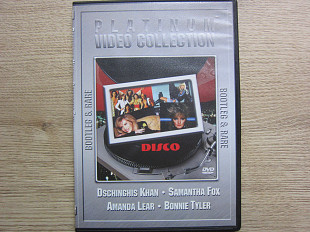 PLATINUM
VIDEO COLLECTION
BOOTLEG & RARE
BOOTLEG & RARE
DISCO
DVD
DSCHINGHIS KHAN • SAMANTHA FOX
AMANDA LEAR • BONNIE TYLER